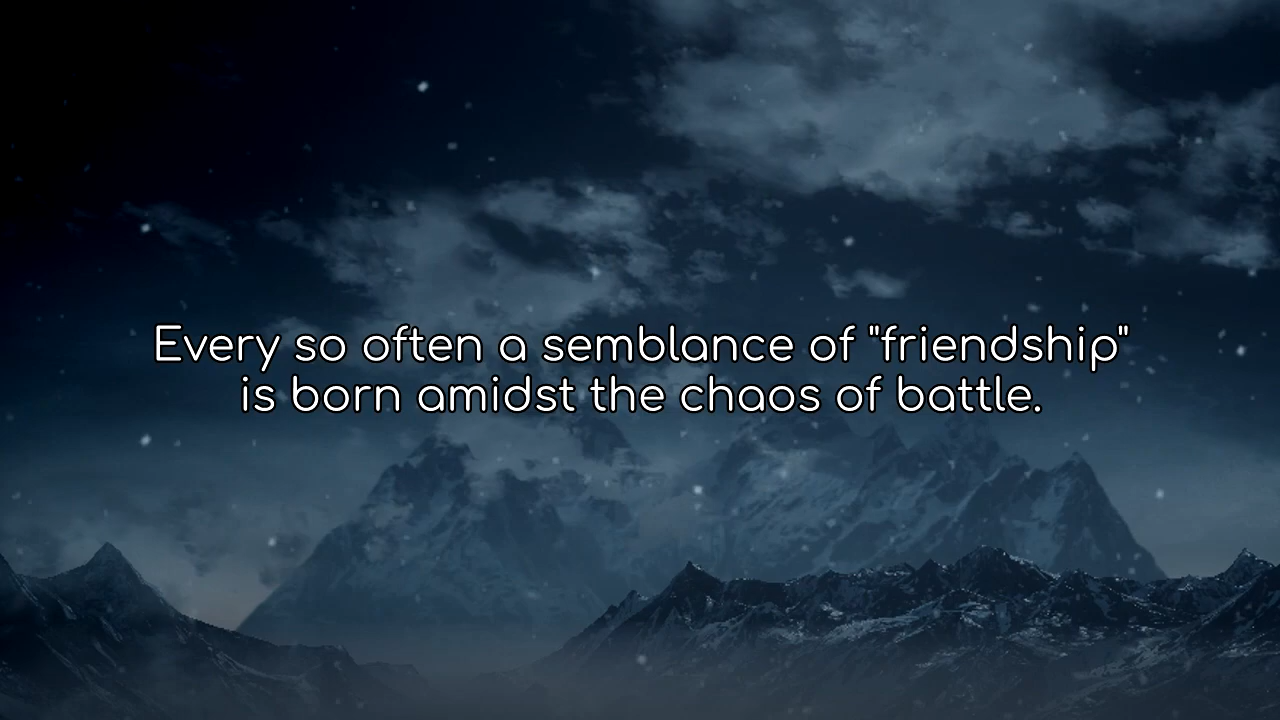 Every so often a semblance of "friendship"
is born amidst the chaos of battle.